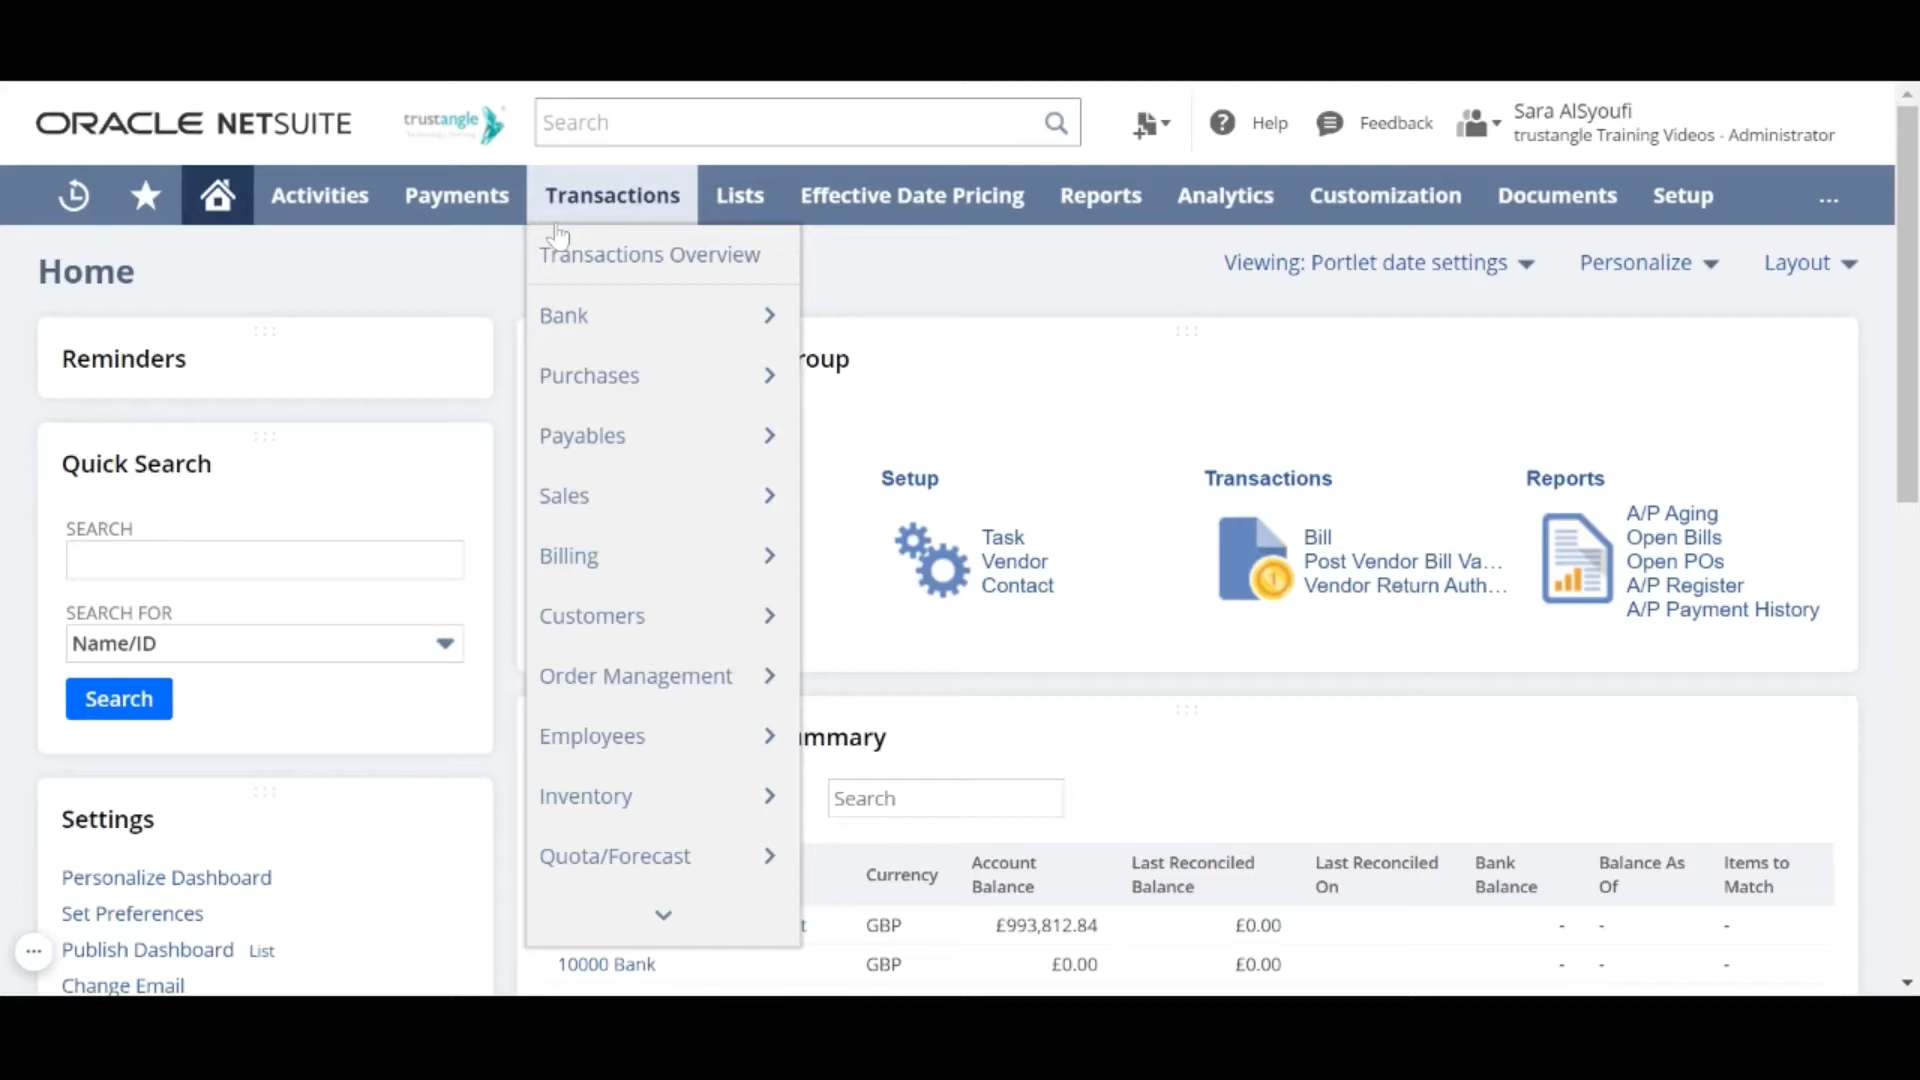 ORACLE NETSUITE
trustangle
Search
Help
Feedback
Sara AlSyoufi
trustangle Training Videos - Administrator
Activities
Payments
Transactions
Lists
Effective Date Pricing
Reports
Analytics
Customization
Documents
Setup
...
Home
Viewing: Portlet date settings
Personalize
Layout
Transactions Overview
Bank
Purchases
Payables
Sales
Billing
Customers
Order Management
Employees
Inventory
Quota/Forecast
Reminders
Quick Search
SEARCH
SEARCH FOR
Name/ID
Search
Settings
Personalize Dashboard
Set Preferences
Publish Dashboard List
Change Email
roup
Setup
Task
Vendor
Contact
Transactions
Bill
Post Vendor Bill Va...
Vendor Return Auth...
Reports
A/P Aging
Open Bills
Open POs
A/P Register
A/P Payment History
mmary
Search
Currency
Account Balance
Last Reconciled Balance
Last Reconciled On
Bank Balance
Balance As Of
Items to Match
t GBP £993,812.84 £0.00 - - -
10000 Bank GBP £0.00 £0.00 - - -